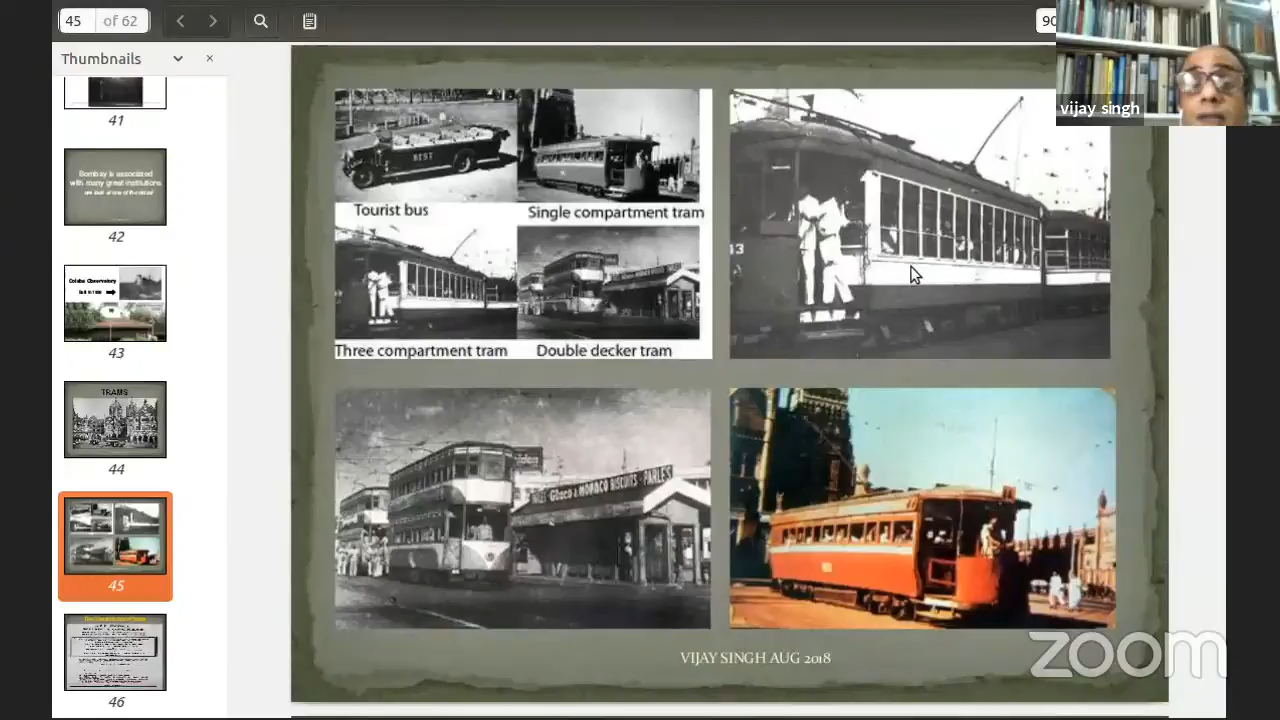 45 of 62
90
Thumbnails
vijay singh
41
Bombay is associated
with many great institutions
42
Colaba Observatory
43
TRAMS
44
45
46
BEST
Tourist bus
Single compartment tram
Three compartment tram
Double decker tram
13
GLUCO & MONACO BISCUITS - PARLE'S
VIJAY SINGH AUG 2018
zoom